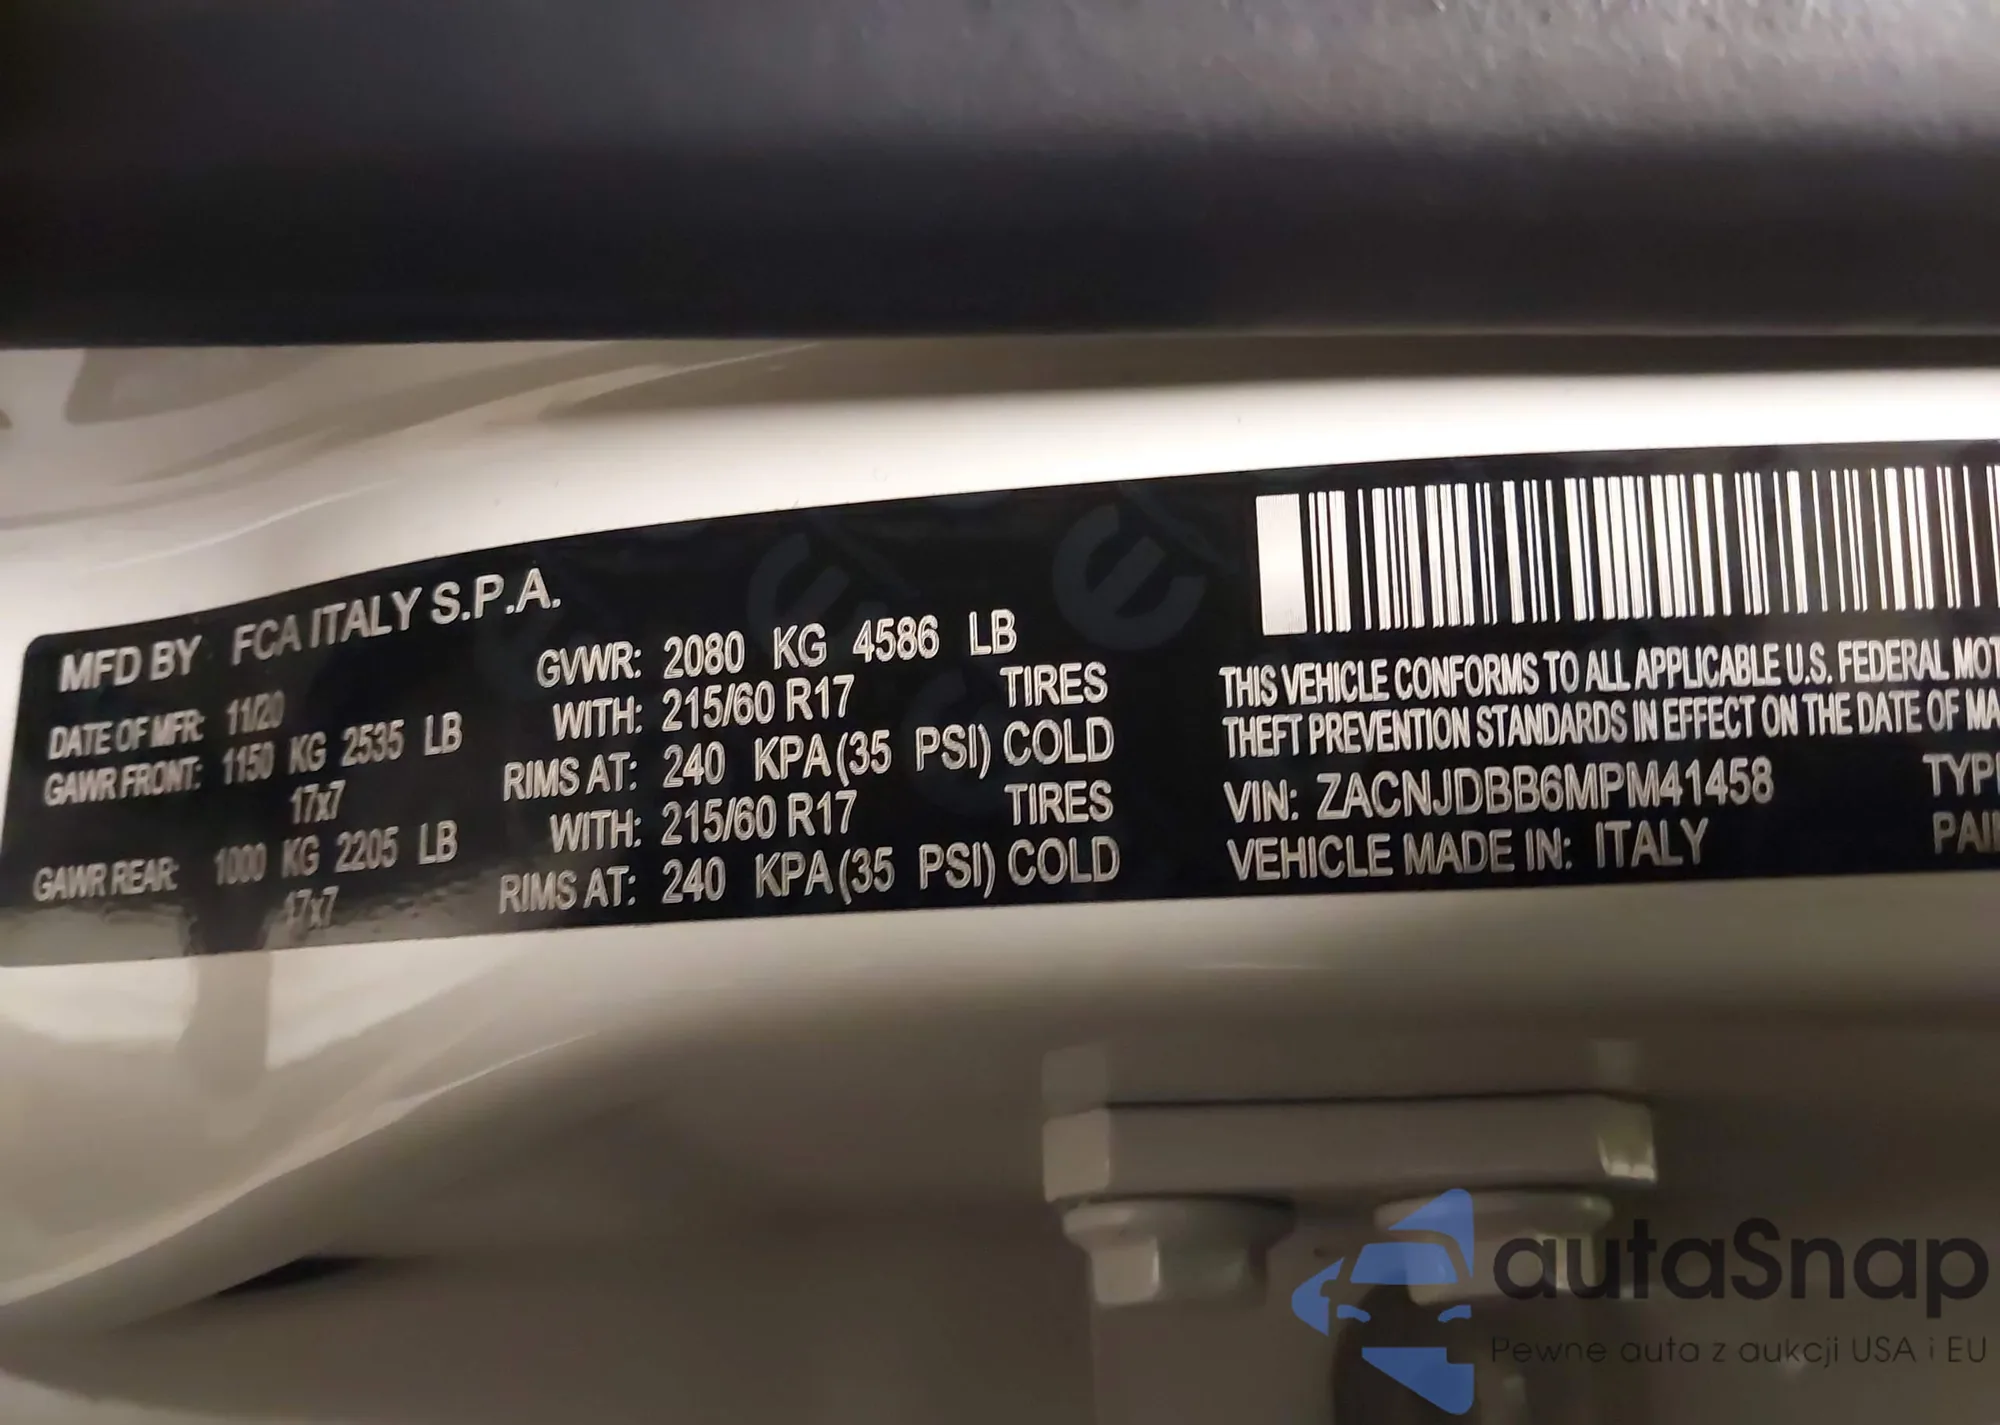 MFD BY FCA ITALY S.P.A.
DATE OF MFR: 11/20
GVWR: 2080 KG 4586 LB
GAWR FRONT: 1150 KG 2535 LB
WITH: 215/60 R17 TIRES
17x7
RIMS AT: 240 KPA (35 PSI) COLD
GAWR REAR: 1000 KG 2205 LB
WITH: 215/60 R17 TIRES
17x7
RIMS AT: 240 KPA (35 PSI) COLD
THIS VEHICLE CONFORMS TO ALL APPLICABLE U.S. FEDERAL MOT
THEFT PREVENTION STANDARDS IN EFFECT ON THE DATE OF MA
VIN: ZACNJDBB6MPM41458 TYPE
VEHICLE MADE IN: ITALY PAI
autaSnap
Pewne auta z aukcji USA i EU